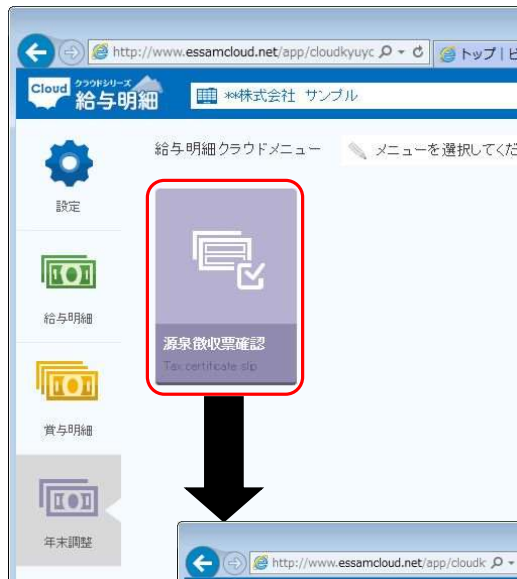 http://www.essamcloud.net/app/cloudkyuyc
トップ | ビ
Cloud クラウドシリーズ
給与明細
**株式会社 サンプル
給与明細クラウドメニュー
メニューを選択してくだ
設定
給与明細
賞与明細
年末調整
源泉徴収票確認
Tax certificate slip
http://www.essamcloud.net/app/cloudk